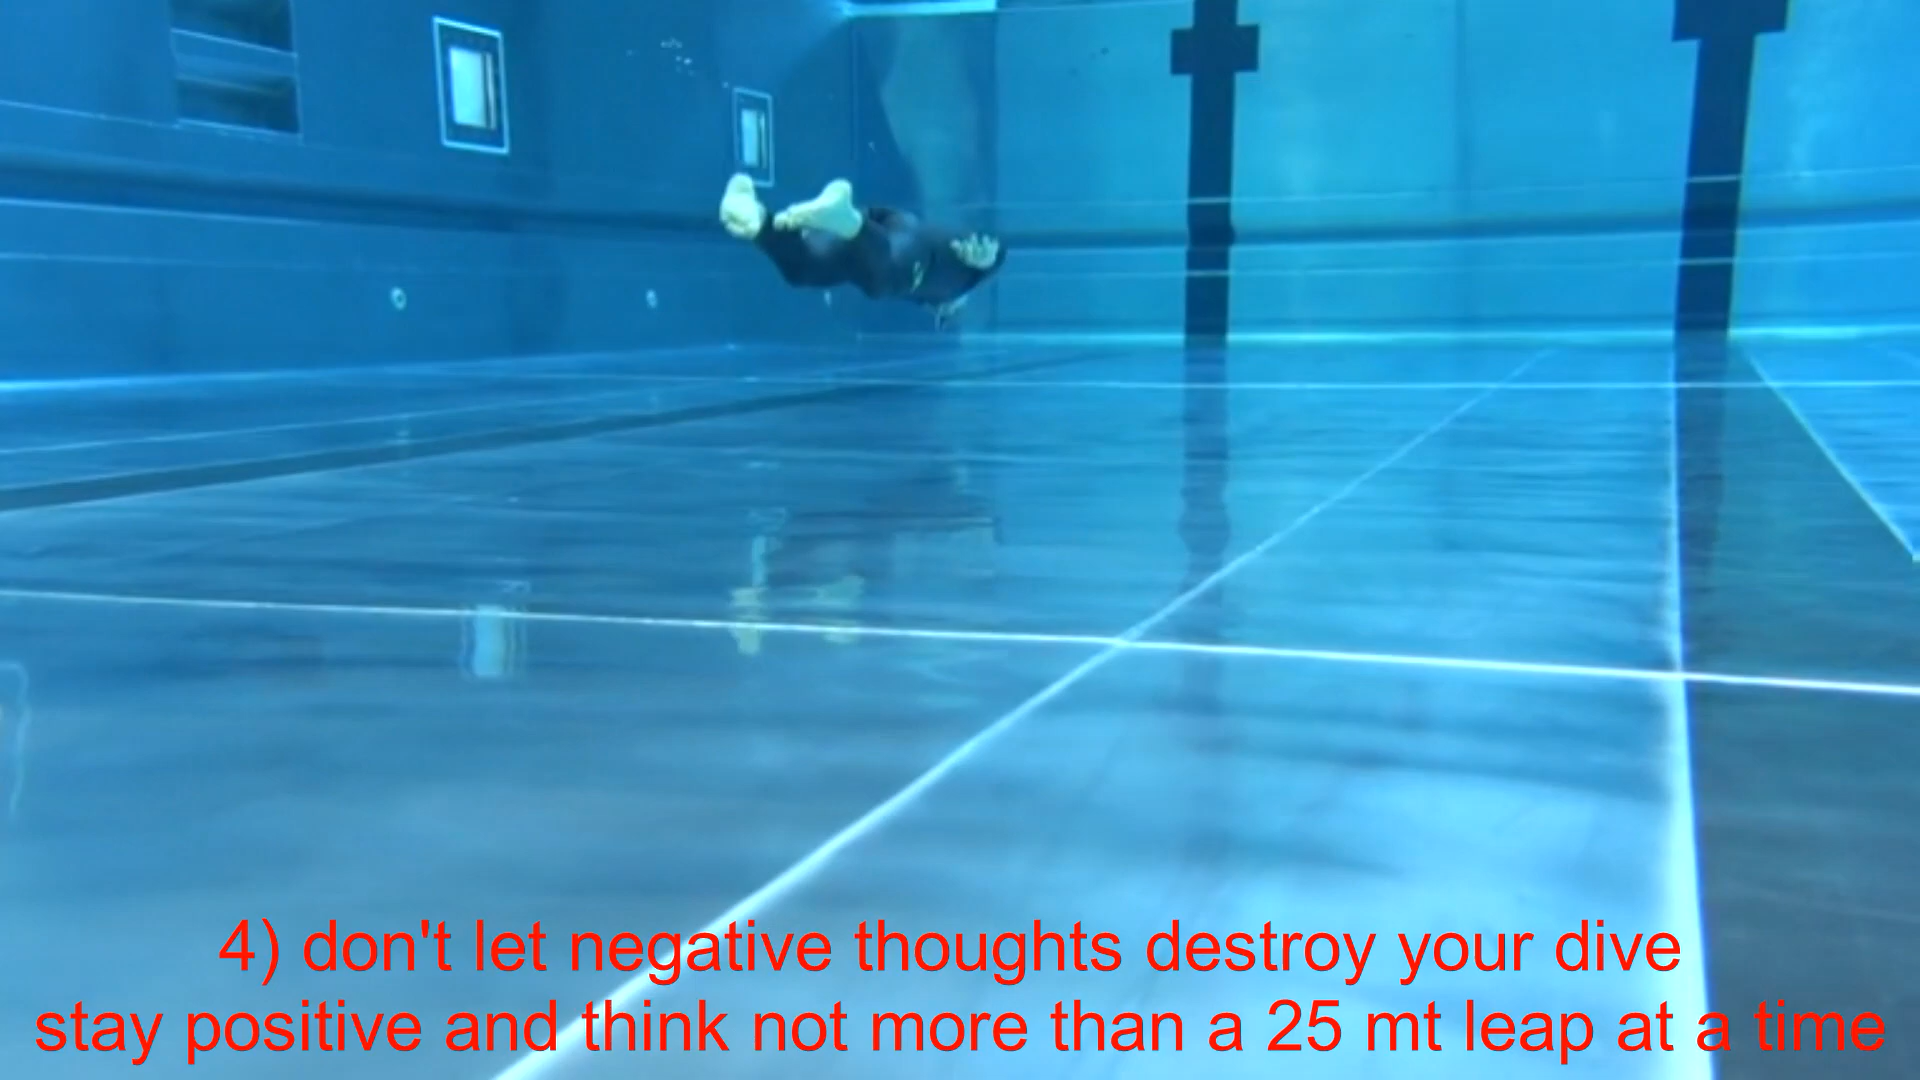 4) don't let negative thoughts destroy your dive
stay positive and think not more than a 25 mt leap at a time